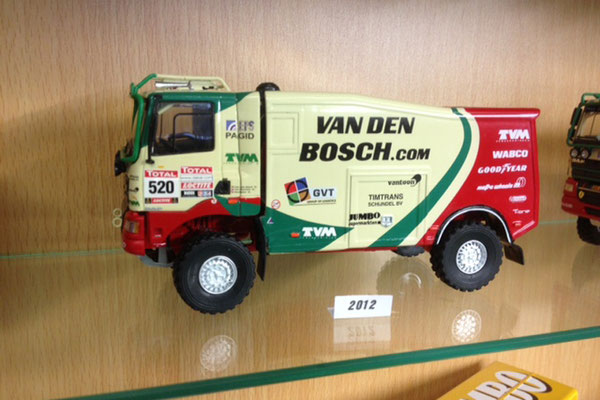 VAN DEN
BOSCH.com
PAGID
TVM
TOTAL
TOTAL
520
LOCTITE
GVT
vantoon
TIMTRANS
SCHIJNDEL BV
JUMBO
supermarkten
TVM
TVM
WABCO
GOODYEAR
2012